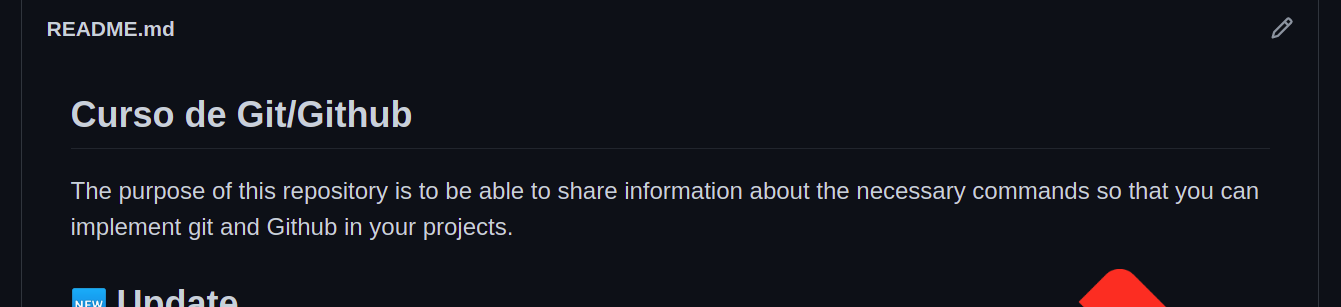 README.md
Curso de Git/Github
The purpose of this repository is to be able to share information about the necessary commands so that you can
implement git and Github in your projects.
NEW Update